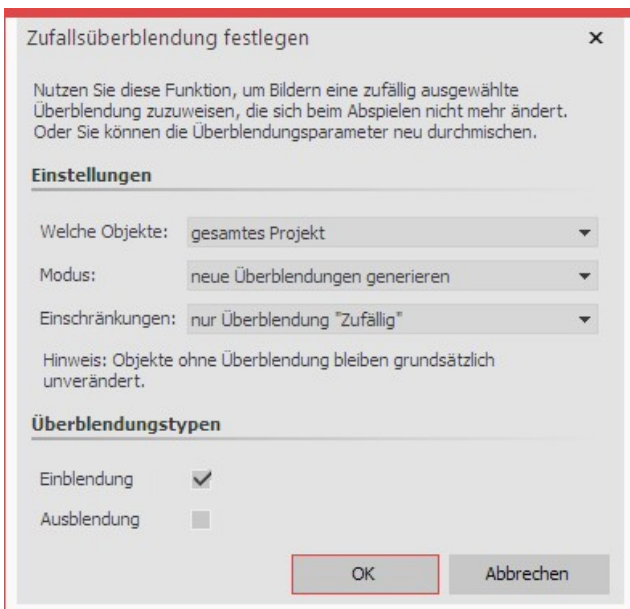 Zufallsüberblendung festlegen
Nutzen Sie diese Funktion, um Bildern eine zufällig ausgewählte
Überblendung zuzuweisen, die sich beim Abspielen nicht mehr ändert.
Oder Sie können die Überblendungsparameter neu durchmischen.
Einstellungen
Welche Objekte: gesamtes Projekt
Modus: neue Überblendungen generieren
Einschränkungen: nur Überblendung "Zufällig"
Hinweis: Objekte ohne Überblendung bleiben grundsätzlich
unverändert.
Überblendungstypen
Einblendung
Ausblendung
OK Abbrechen